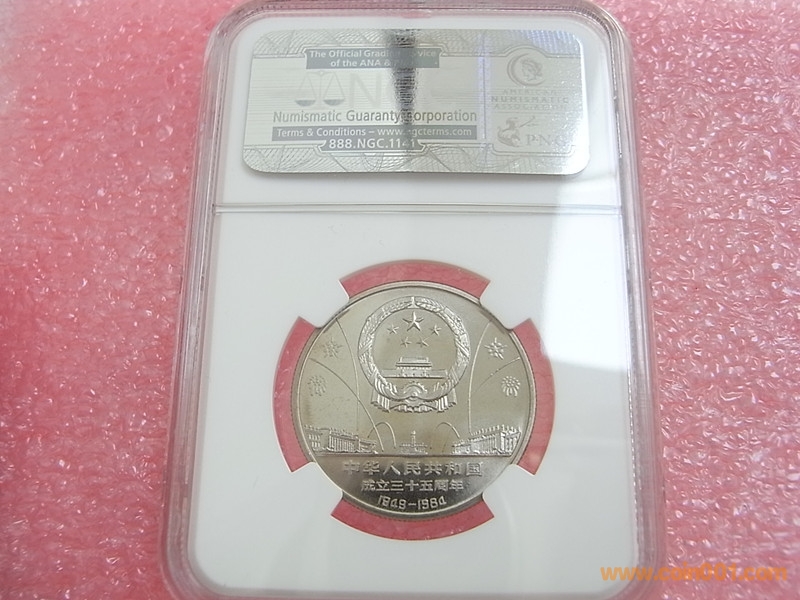 The Official Grading Service
of the ANA &
NGC
Numismatic Guaranty Corporation
Terms & Conditions – www.ngcterms.com
888.NGC.1141
AMERICAN
NUMISMATIC
ASSOCIATION
PNG
中华人民共和国
成立三十五周年
1949-1984
www.coin001.com